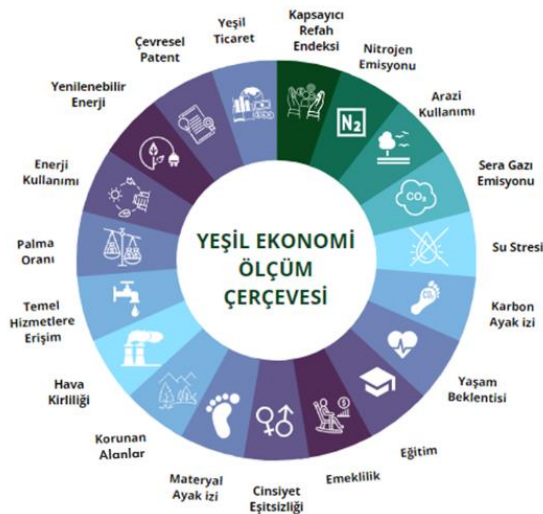 YEŞİL EKONOMİ
ÖLÇÜM
ÇERÇEVESİ
Kapsayıcı
Refah
Endeksi
Nitrojen
Emisyonu
N2
Arazi
Kullanımı
Sera Gazı
Emisyonu
CO2
Su Stresi
Karbon
Ayak izi
CO2
Yaşam
Beklentisi
Eğitim
Emeklilik
Cinsiyet
Eşitsizliği
Materyal
Ayak izi
Korunan
Alanlar
Hava
Kirliliği
Temel
Hizmetlere
Erişim
Palma
Oranı
Enerji
Kullanımı
Yenilenebilir
Enerji
Çevresel
Patent
Yeşil
Ticaret